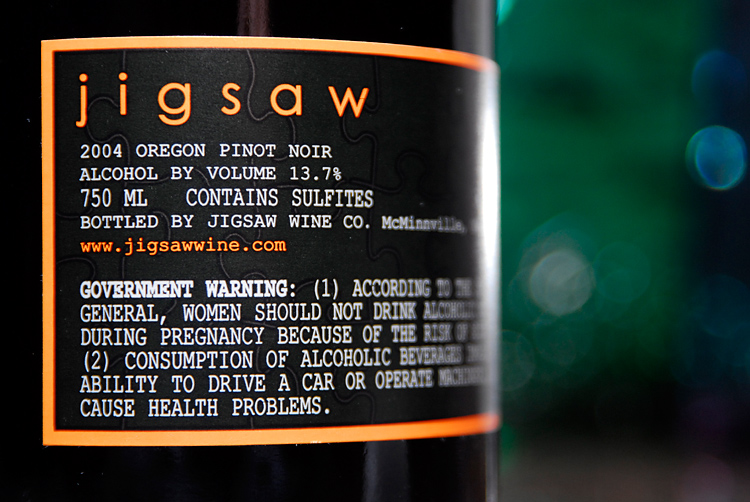 jigsaw
2004 OREGON PINOT NOIR
ALCOHOL BY VOLUME 13.7%
750 ML CONTAINS SULFITES
BOTTLED BY JIGSAW WINE CO. McMinnville,
www.jigsawwine.com
GOVERNMENT WARNING: (1) ACCORDING TO THE
GENERAL, WOMEN SHOULD NOT DRINK ALCOHOLIC
DURING PREGNANCY BECAUSE OF THE RISK OF
(2) CONSUMPTION OF ALCOHOLIC BEVERAGES
ABILITY TO DRIVE A CAR OR OPERATE MACHINERY
CAUSE HEALTH PROBLEMS.